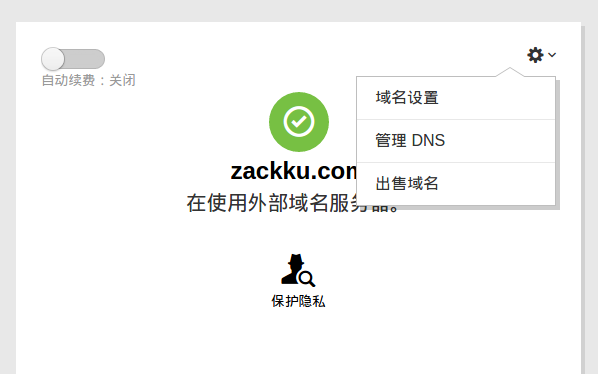 自动续费：关闭
域名设置
管理 DNS
出售域名
zackku.com
在使用外部域名服务器。
保护隐私